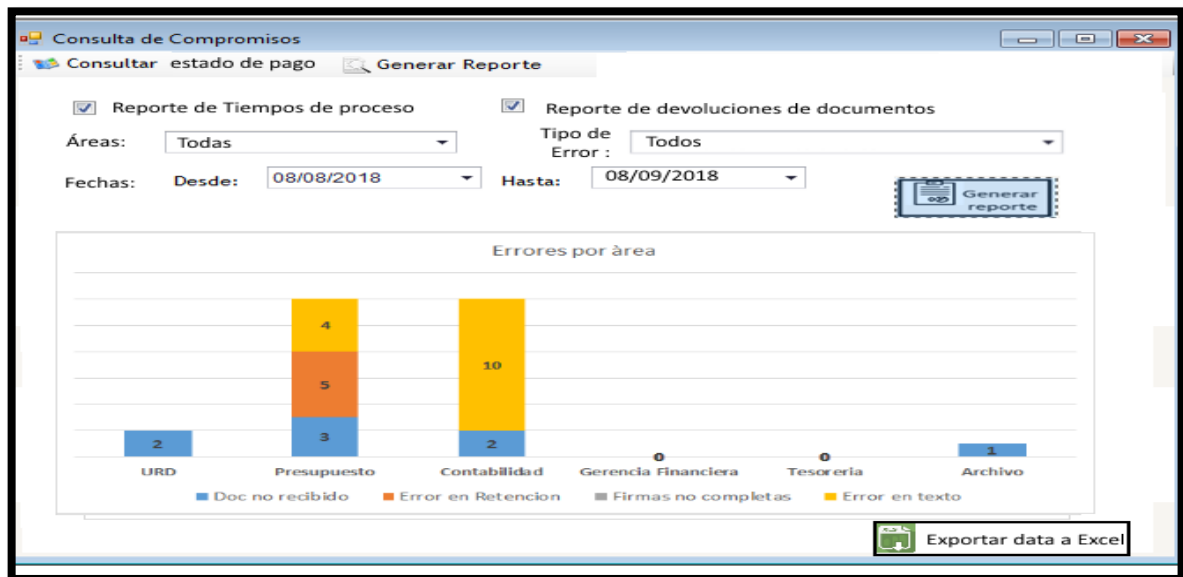 Consulta de Compromisos
Consultar estado de pago Generar Reporte
Reporte de Tiempos de proceso Reporte de devoluciones de documentos
Áreas: Todas Tipo de Error : Todos
Fechas: Desde: 08/08/2018 Hasta: 08/09/2018
Generar
reporte
Errores por àrea
4
10
5
2 3 2 0 0 1
URD Presupuesto Contabilidad Gerencia Financiera Tesoreria Archivo
Doc no recibido Error en Retencion Firmas no completas Error en texto
Exportar data a Excel